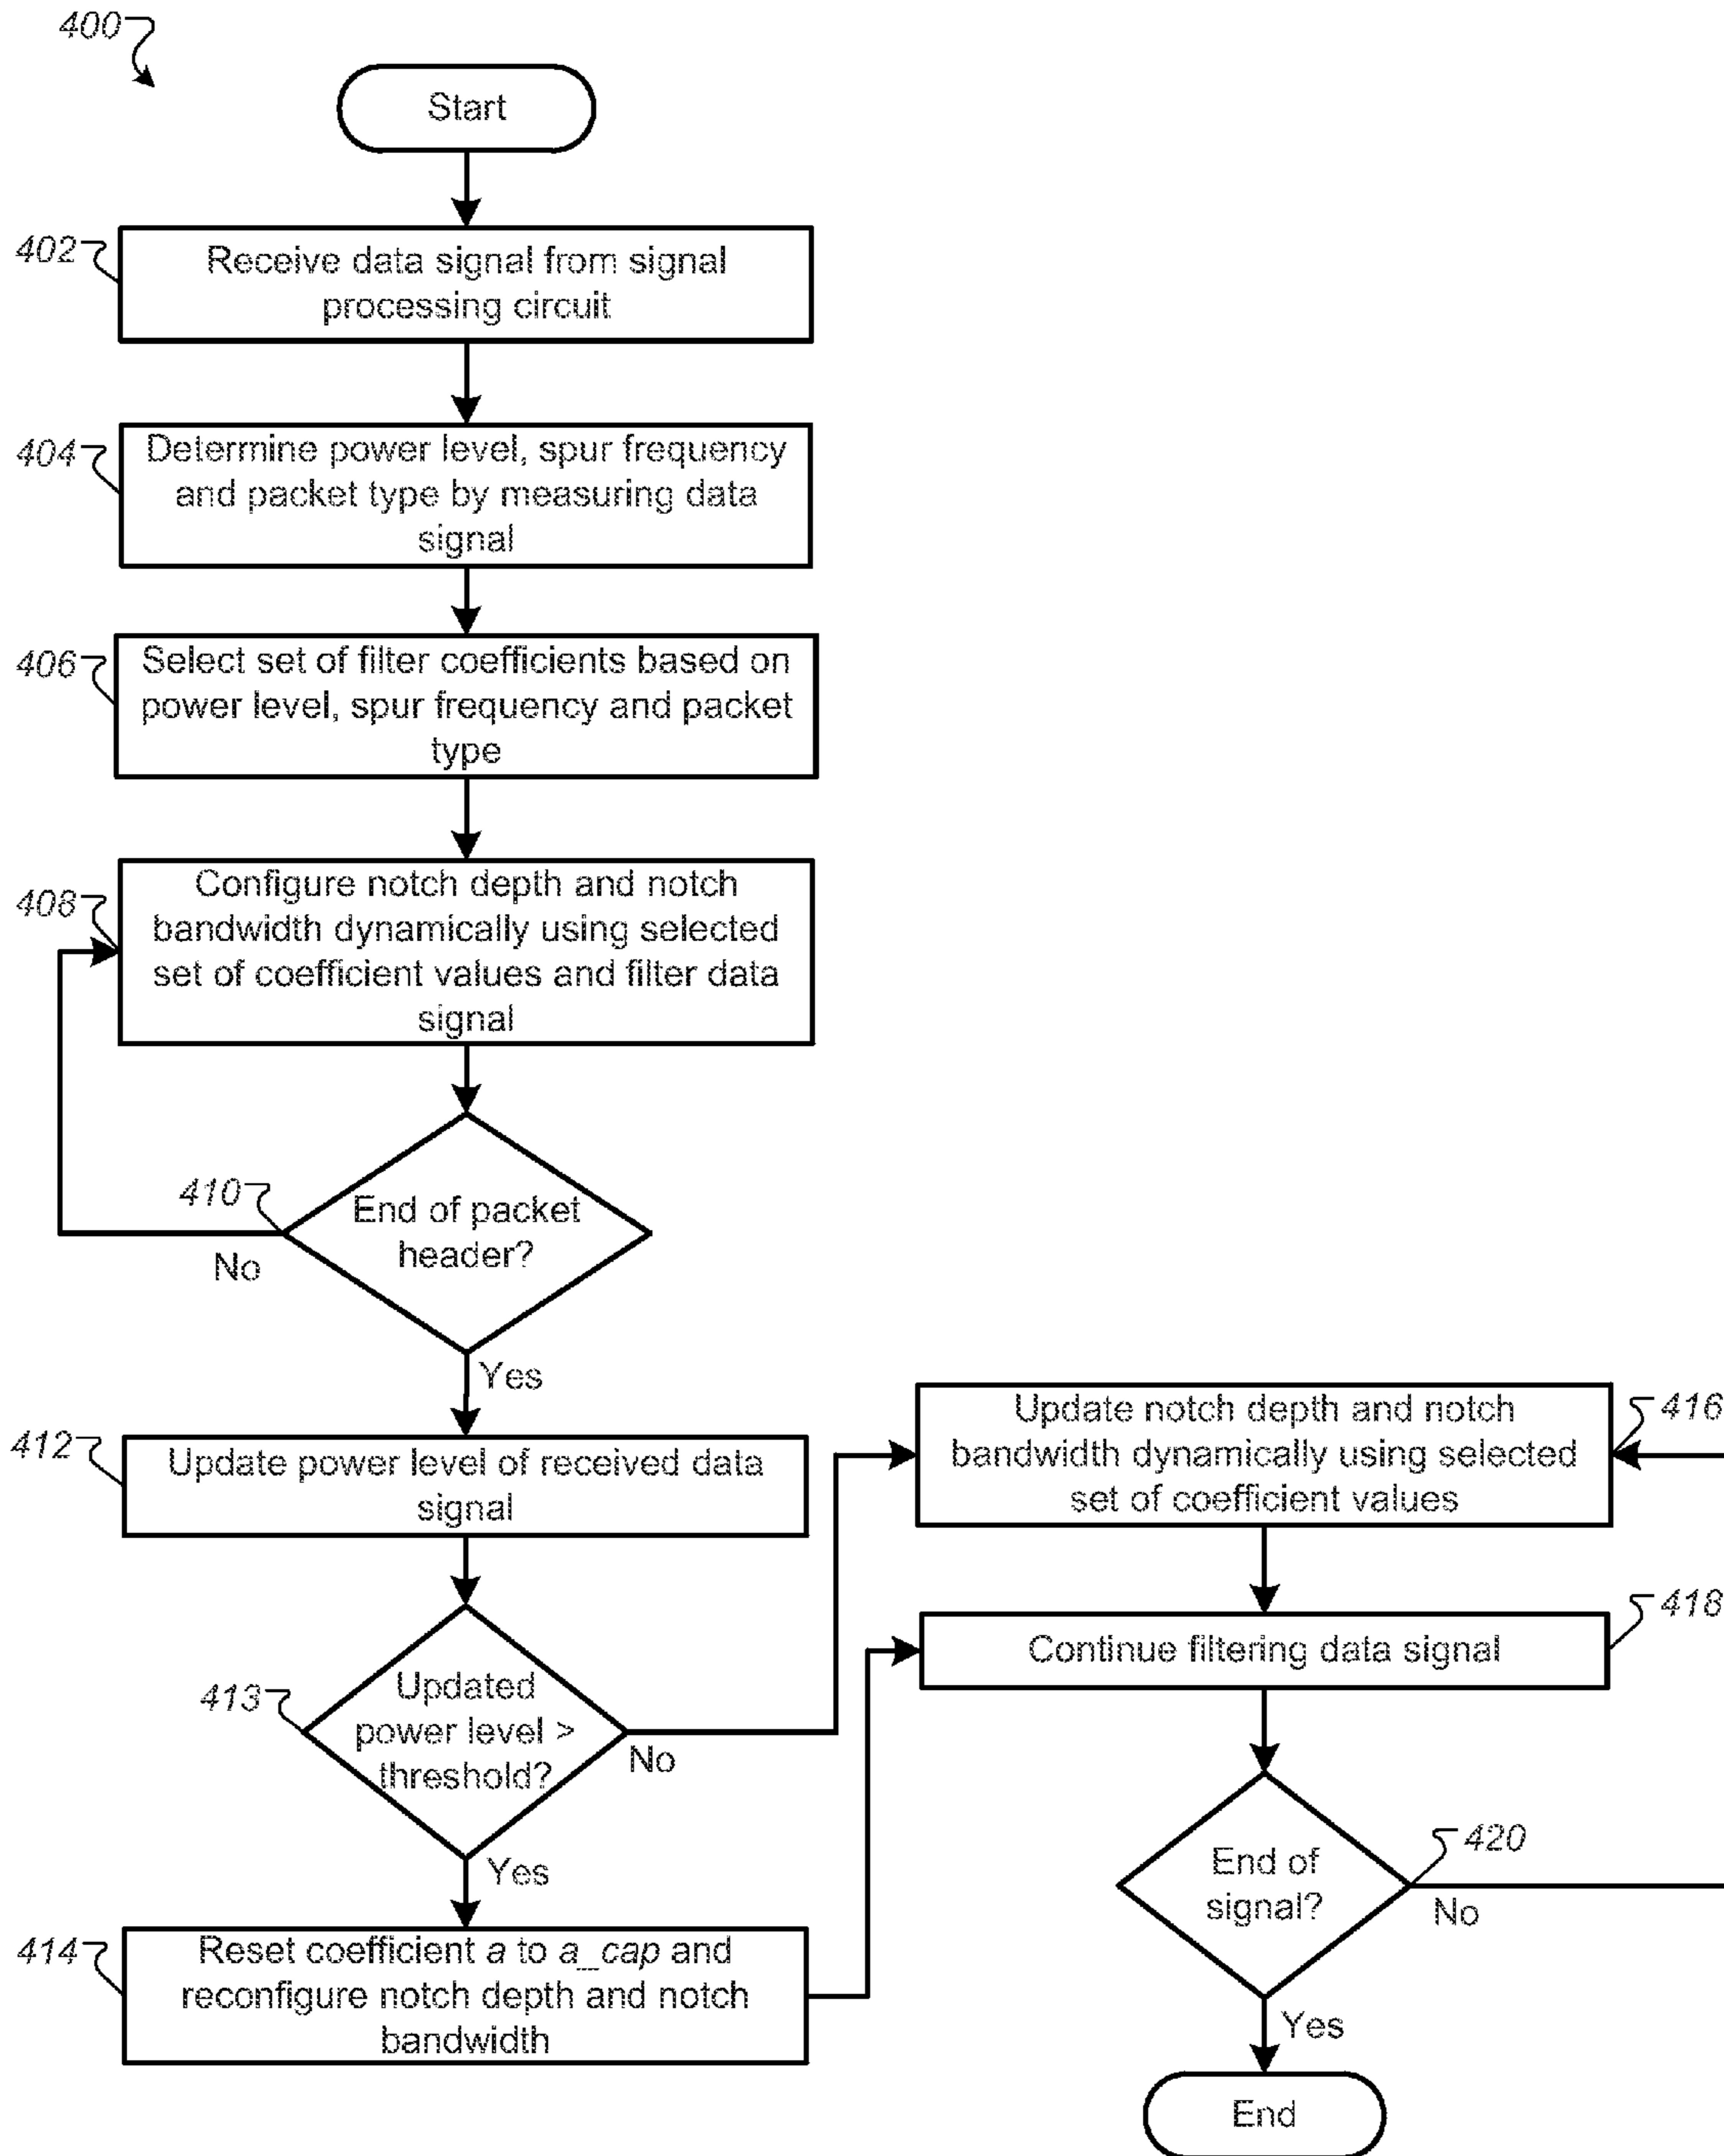 400
Start
402
Receive data signal from signal
processing circuit
404
Determine power level, spur frequency
and packet type by measuring data
signal
406
Select set of filter coefficients based on
power level, spur frequency and packet
type
408
Configure notch depth and notch
bandwidth dynamically using selected
set of coefficient values and filter data
signal
410
End of packet
header?
No
Yes
412
Update power level of received data
signal
413
Updated
power level >
threshold?
No
Yes
414
Reset coefficient a to a_cap and
reconfigure notch depth and notch
bandwidth
416
Update notch depth and notch
bandwidth dynamically using selected
set of coefficient values
418
Continue filtering data signal
420
End of
signal?
No
Yes
End